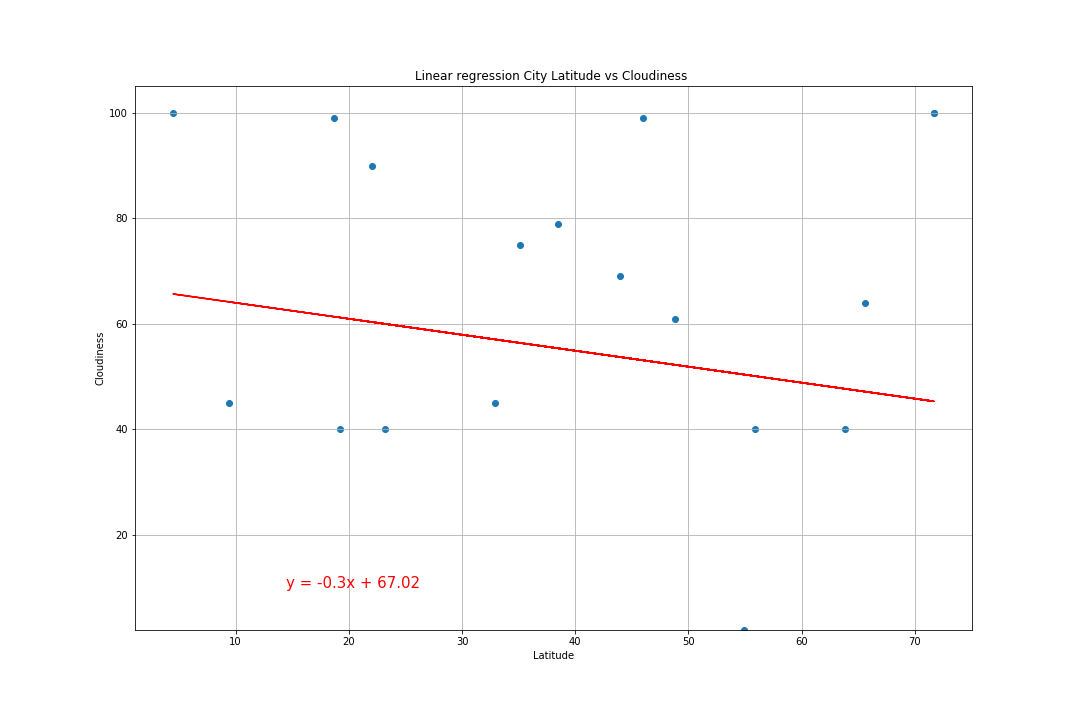 Linear regression City Latitude vs Cloudiness
100
80
60
40
20
Cloudiness
y = -0.3x + 67.02
10 20 30 40 50 60 70
Latitude